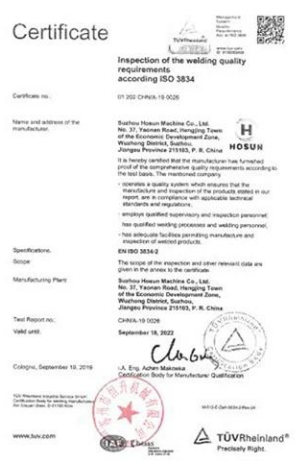 Certificate
Management
System
TÜVRheinland
Inspection of the welding quality
requirements
according ISO 3834
Certificate no.:
01 202 CHN/A-19 0026
Name and address of the
manufacturer:
Suzhou Hosun Machine Co., Ltd.
No. 37, Yaonan Road, Hengjing Town
of the Economic Development Zone,
Wuzhong District, Suzhou,
Jiangsu Province 215103, P. R. China
H
HOSUN
It is hereby certified that the manufacturer has furnished
proof of the comprehensive quality requirements according to
the test basis. The mentioned company
- operates a quality system which ensures that the
manufacture and inspection of the products stated in our
report, are in compliance with applicable technical
standards and regulations,
- employs qualified supervisory and inspection personnel,
- has qualified welding processes and welding personnel,
- has adequate facilities permitting manufacture and
inspection of welded products.
Specifications:
EN ISO 3834-2
Scope
The scope of the inspection and other relevant data are
given in the annex to the certificate.
Manufacturing Plant
Suzhou Hosun Machine Co., Ltd.
No. 37, Yaonan Road, Hengjing Town
of the Economic Development Zone,
Wuzhong District, Suzhou,
Jiangsu Province 215103, P. R. China
Test Report no.:
CHN/A-19 0026
Valid until:
September 18, 2022
Cologne, September 19, 2019
i.A. Eng. Achim Makowka
Certification Body for Manufacturer Qualification
TÜV Rheinland Industrie Service GmbH
www.tuv.com
IAF
TÜVRheinland®
Precisely Right.